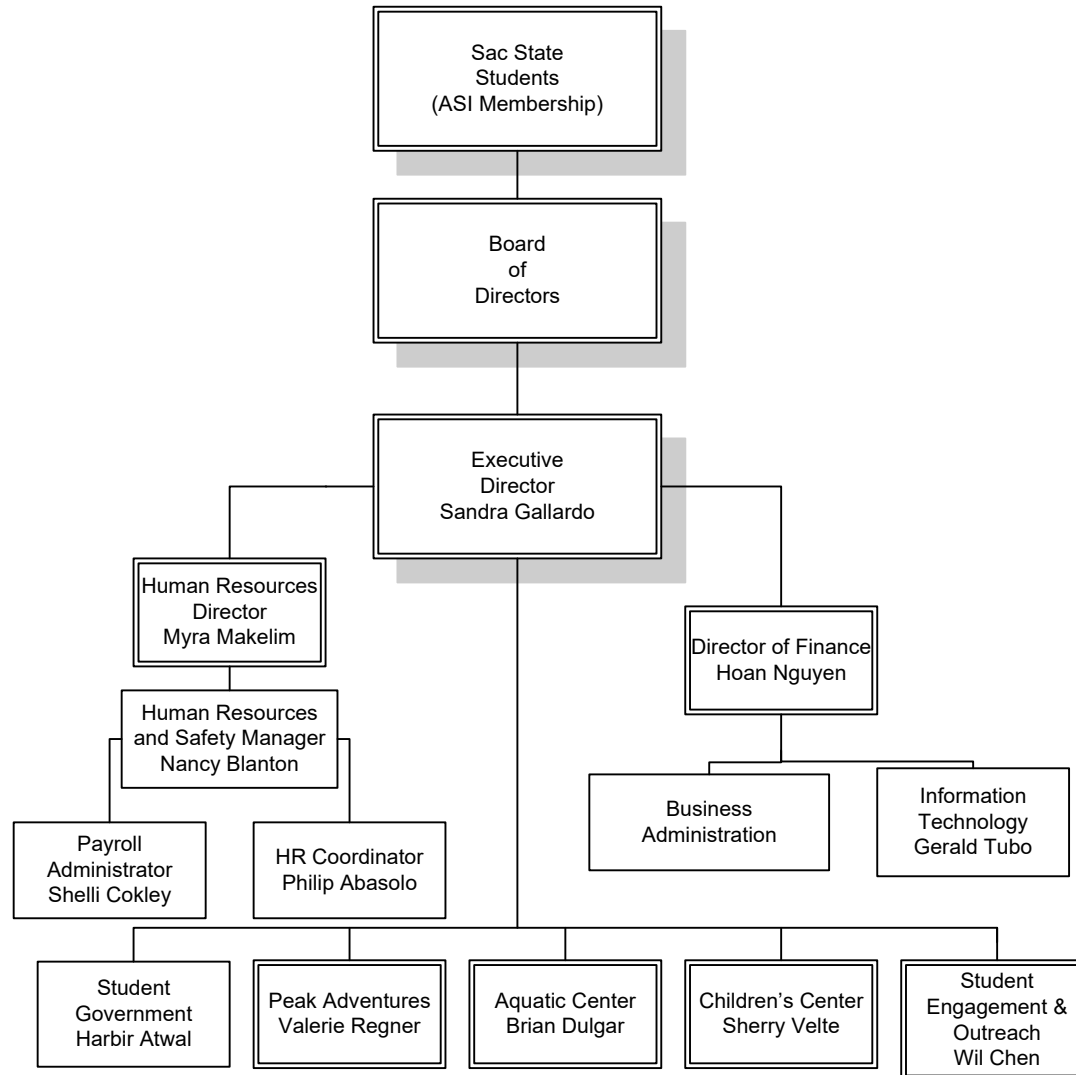 Sac State
Students
(ASI Membership)
Board
of
Directors
Executive
Director
Sandra Gallardo
Human Resources
Director
Myra Makelim
Director of Finance
Hoan Nguyen
Human Resources
and Safety Manager
Nancy Blanton
Business
Administration
Information
Technology
Gerald Tubo
Payroll
Administrator
Shelli Cokley
HR Coordinator
Philip Abasolo
Student
Government
Harbir Atwal
Peak Adventures
Valerie Regner
Aquatic Center
Brian Dulgar
Children’s Center
Sherry Velte
Student
Engagement &
Outreach
Wil Chen